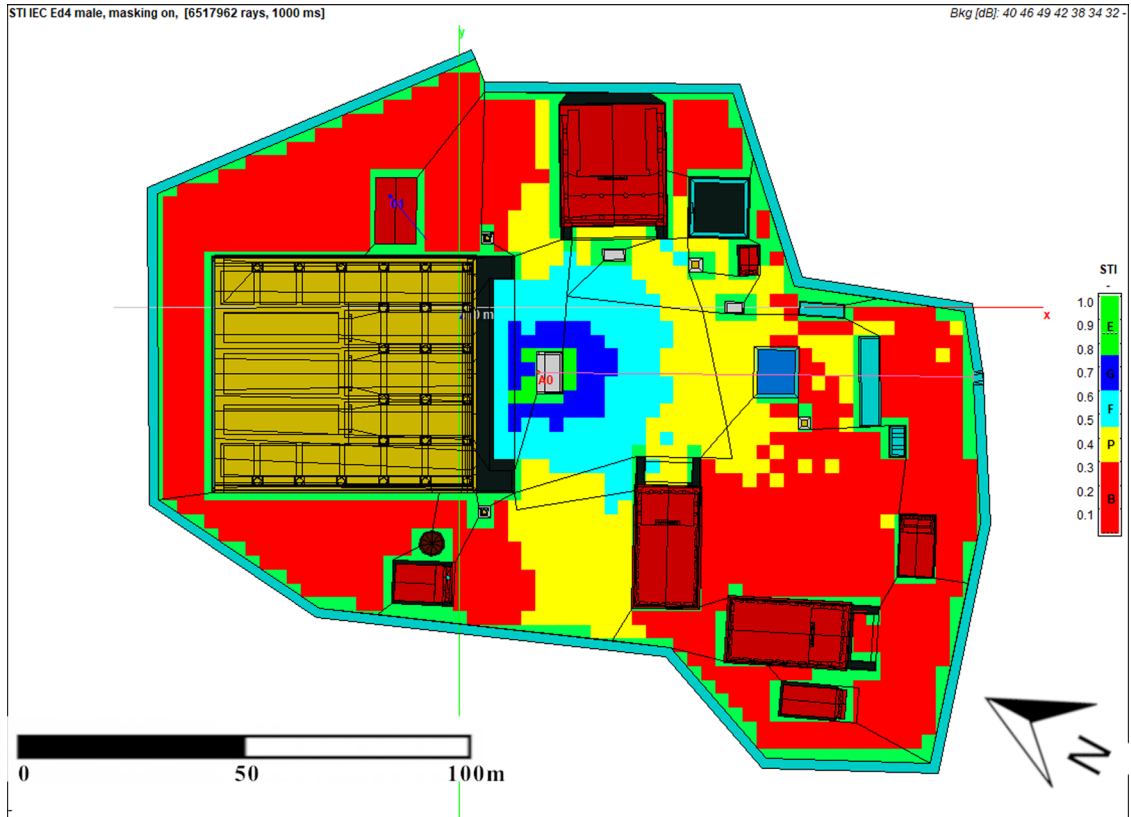 STI IEC Ed4 male, masking on, [6517962 rays, 1000 ms]
Bkg [dB]: 40 46 49 42 38 34 32 -
y
01
0 m
x
A0
STI
-
1.0
0.9 E
0.8
0.7 G
0.6
0.5 F
0.4 P
0.3
0.2 B
0.1
N
0 50 100m
-